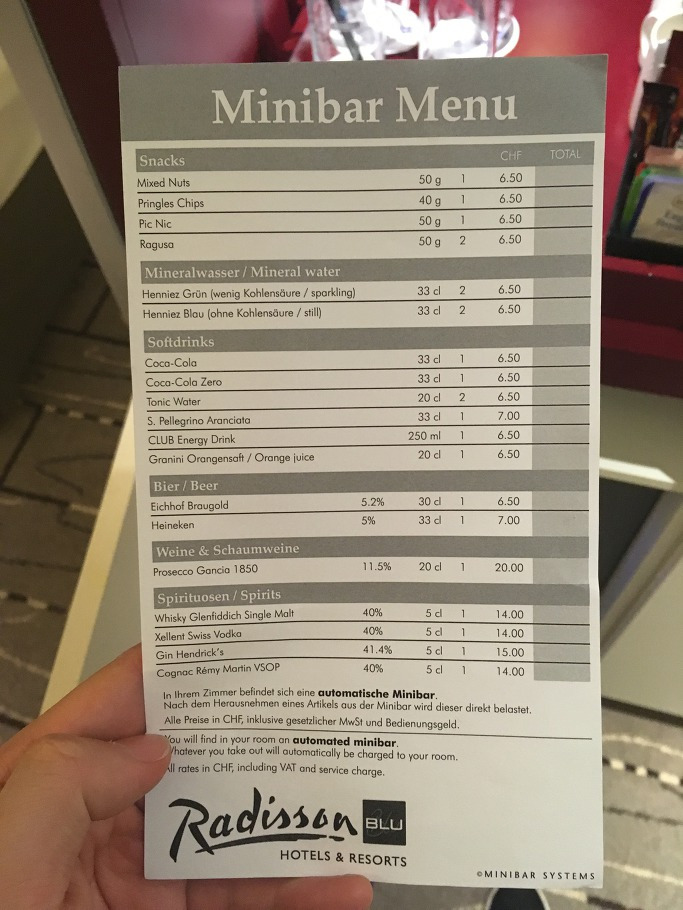 Minibar Menu
Snacks CHF TOTAL
Mixed Nuts 50 g 1 6.50
Pringles Chips 40 g 1 6.50
Pic Nic 50 g 1 6.50
Ragusa 50 g 2 6.50
Mineralwasser / Mineral water
Henniez Grün (wenig Kohlensäure / sparkling) 33 cl 2 6.50
Henniez Blau (ohne Kohlensäure / still) 33 cl 2 6.50
Softdrinks
Coca-Cola 33 cl 1 6.50
Coca-Cola Zero 33 cl 1 6.50
Tonic Water 20 cl 2 6.50
S. Pellegrino Aranciata 33 cl 1 7.00
CLUB Energy Drink 250 ml 1 6.50
Granini Orangensaft / Orange juice 20 cl 1 6.50
Bier / Beer
Eichhof Braugold 5.2% 30 cl 1 6.50
Heineken 5% 33 cl 1 7.00
Weine & Schaumweine
Prosecco Gancia 1850 11.5% 20 cl 1 20.00
Spirituosen / Spirits
Whisky Glenfiddich Single Malt 40% 5 cl 1 14.00
Xellent Swiss Vodka 40% 5 cl 1 14.00
Gin Hendrick's 41.4% 5 cl 1 15.00
Cognac Rémy Martin VSOP 40% 5 cl 1 14.00
In Ihrem Zimmer befindet sich eine automatische Minibar.
Nach dem Herausnehmen eines Artikels aus der Minibar wird dieser direkt belastet.
Alle Preise in CHF, inklusive gesetzlicher MwSt und Bedienungsgeld.
You will find in your room an automated minibar.
Whatever you take out will automatically be charged to your room.
All rates in CHF, including VAT and service charge.
Radisson BLU
HOTELS & RESORTS
©MINIBAR SYSTEMS